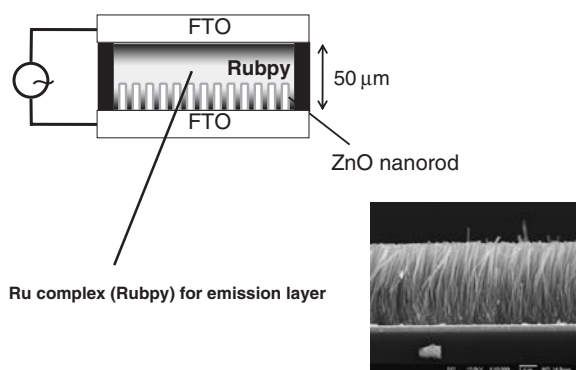 FTO
Rubpy
50 μm
FTO
ZnO nanorod
Ru complex (Rubpy) for emission layer